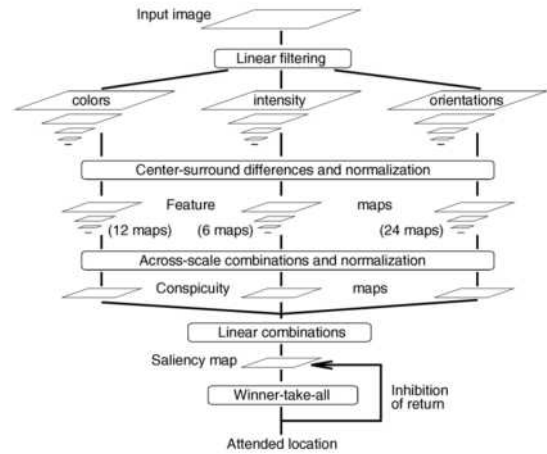 Input image
Linear filtering
colors intensity orientations
Center-surround differences and normalization
Feature maps
(12 maps) (6 maps) (24 maps)
Across-scale combinations and normalization
Conspicuity maps
Linear combinations
Saliency map
Winner-take-all
Inhibition
of return
Attended location